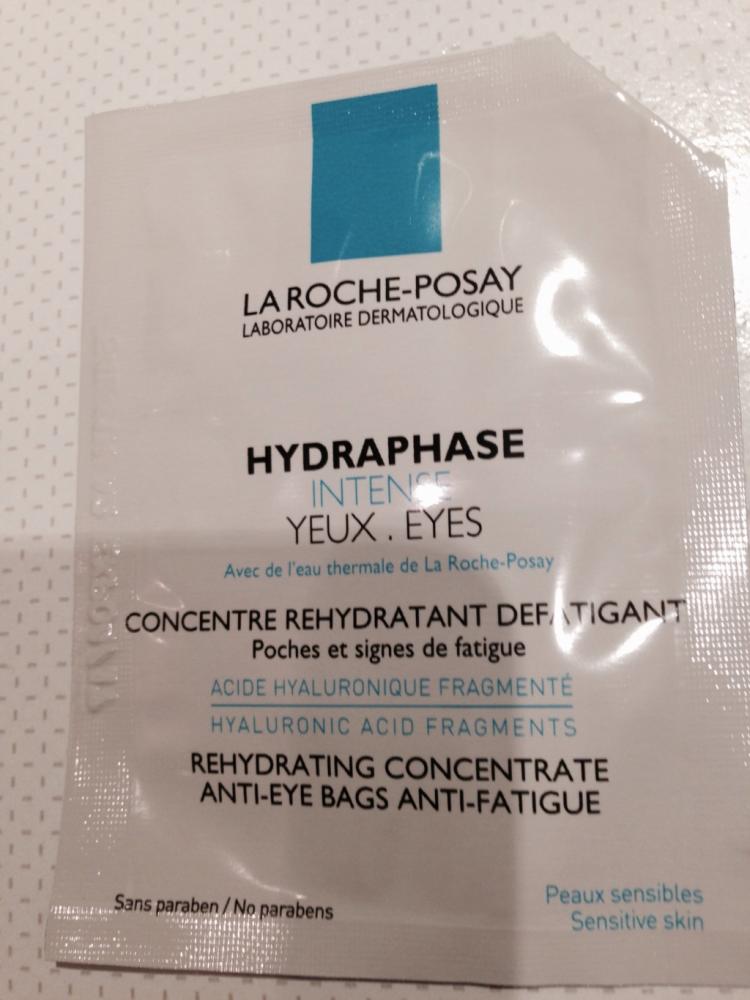 LA ROCHE-POSAY
LABORATOIRE DERMATOLOGIQUE
HYDRAPHASE
INTENSE
YEUX . EYES
Avec de l'eau thermale de La Roche-Posay
CONCENTRE REHYDRATANT DEFATIGANT
Poches et signes de fatigue
ACIDE HYALURONIQUE FRAGMENTÉ
HYALURONIC ACID FRAGMENTS
REHYDRATING CONCENTRATE
ANTI-EYE BAGS ANTI-FATIGUE
Sans paraben / No parabens
Peaux sensibles
Sensitive skin